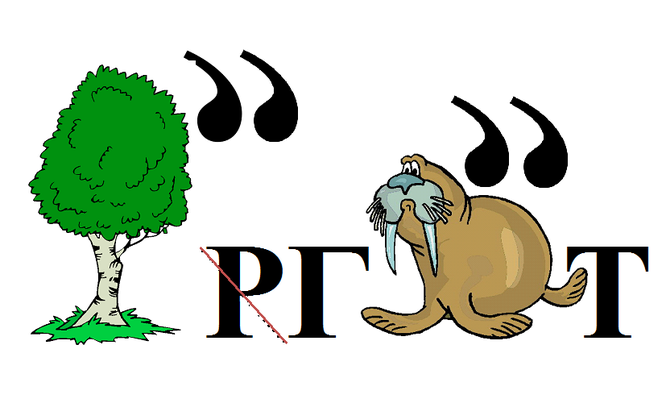 ,, РГ ,, Т